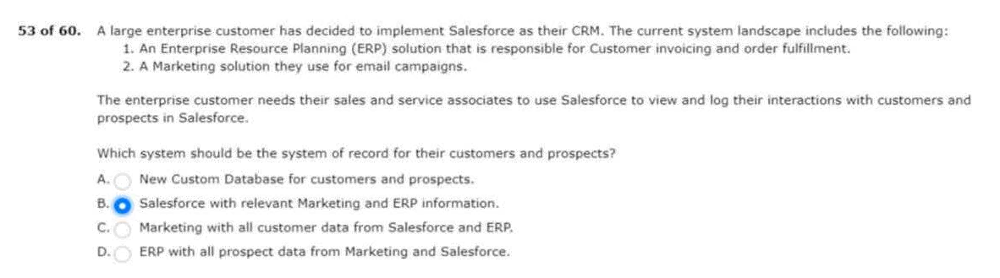 53 of 60. A large enterprise customer has decided to implement Salesforce as their CRM. The current system landscape includes the following:
1. An Enterprise Resource Planning (ERP) solution that is responsible for Customer invoicing and order fulfillment.
2. A Marketing solution they use for email campaigns.
The enterprise customer needs their sales and service associates to use Salesforce to view and log their interactions with customers and
prospects in Salesforce.
Which system should be the system of record for their customers and prospects?
A. New Custom Database for customers and prospects.
B. Salesforce with relevant Marketing and ERP information.
C. Marketing with all customer data from Salesforce and ERP.
D. ERP with all prospect data from Marketing and Salesforce.